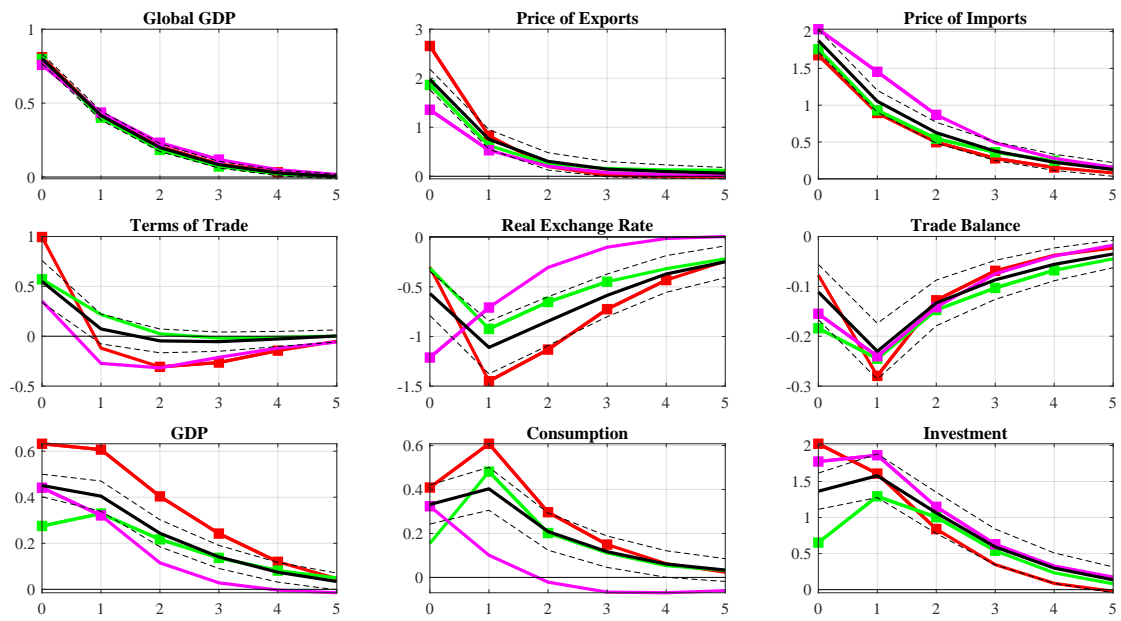 Global GDP
1
0.5
0
0 1 2 3 4 5
Price of Exports
3
2
1
0
0 1 2 3 4 5
Price of Imports
2
1.5
1
0.5
0
0 1 2 3 4 5
Terms of Trade
1
0.5
0
-0.5
0 1 2 3 4 5
Real Exchange Rate
0
-0.5
-1
-1.5
0 1 2 3 4 5
Trade Balance
0
-0.1
-0.2
-0.3
0 1 2 3 4 5
GDP
0.6
0.4
0.2
0
0 1 2 3 4 5
Consumption
0.6
0.4
0.2
0
0 1 2 3 4 5
Investment
2
1.5
1
0.5
0
0 1 2 3 4 5